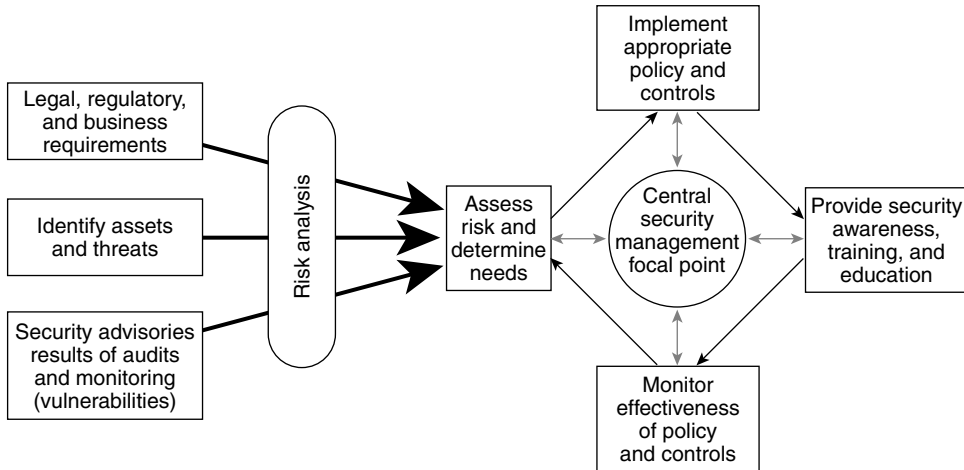 Legal, regulatory,
and business
requirements
Identify assets
and threats
Security advisories
results of audits
and monitoring
(vulnerabilities)
Risk analysis
Assess
risk and
determine
needs
Implement
appropriate
policy and
controls
Central
security
management
focal point
Provide security
awareness,
training, and
education
Monitor
effectiveness
of policy
and controls